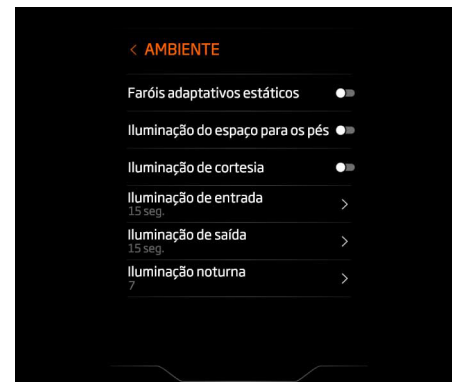 < AMBIENTE
Faróis adaptativos estáticos
Iluminação do espaço para os pés
Iluminação de cortesia
Iluminação de entrada
15 seg.
Iluminação de saída
15 seg.
Iluminação noturna
7